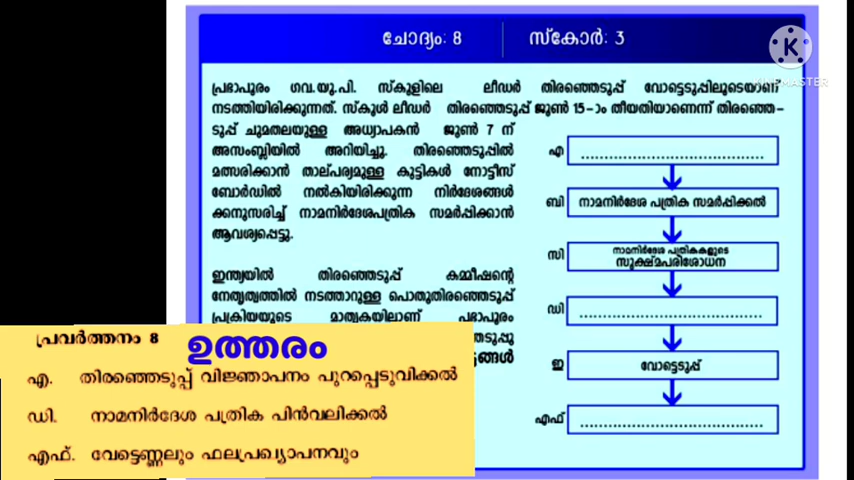 ചോദ്യം: 8
സ്കോർ: 3
K
KINEMASTER
പ്രഭാപൂരം ഗവ.യു.പി. സ്കൂളിലെ ലീഡർ തിരഞ്ഞെടുപ്പ് വോട്ടെടുപ്പിലൂടെയാണ്
നടത്തിയിരിക്കുന്നത്. സ്കൂൾ ലീഡർ തിരഞ്ഞെടുപ്പ് ജൂൺ 15-ാം തീയതിയാണെന്ന് തിരഞ്ഞെ-
ടുപ്പ് ചുമതലയുള്ള അധ്യാപകൻ ജൂൺ 7 ന്
അസംബ്ലിയിൽ അറിയിച്ചു. തിരഞ്ഞെടുപ്പിൽ
മത്സരിക്കാൻ താല്പര്യമുള്ള കുട്ടികൾ നോട്ടീസ്
ബോർഡിൽ നൽകിയിരിക്കുന്ന നിർദേശങ്ങൾ
ക്കനുസരിച്ച് നാമനിർദേശപത്രിക സമർപ്പിക്കാൻ
ആവശ്യപ്പെട്ടു.
ഇന്ത്യയിൽ തിരഞ്ഞെടുപ്പ് കമ്മീഷന്റെ
നേതൃത്വത്തിൽ നടത്താറുള്ള പൊതുതിരഞ്ഞെടുപ്പ്
പ്രക്രിയയുടെ മാതൃകയിലാണ് പഭാപൂരം
എ ........................................
ബി നാമനിർദേശ പത്രിക സമർപ്പിക്കൽ
സി നാമനിർദേശ പത്രികകളുടെ
സൂക്ഷ്മപരിശോധന
ഡി ........................................
ഇ വോട്ടെടുപ്പ്
എഫ് ........................................
പ്രവർത്തനം 8
ഉത്തരം
എ. തിരഞ്ഞെടുപ്പ് വിജ്ഞാപനം പുറപ്പെടുവിക്കൽ
ഡി. നാമനിർദേശ പത്രിക പിൻവലിക്കൽ
എഫ്. വേട്ടെണ്ണലും ഫലപ്രഖ്യാപനവും